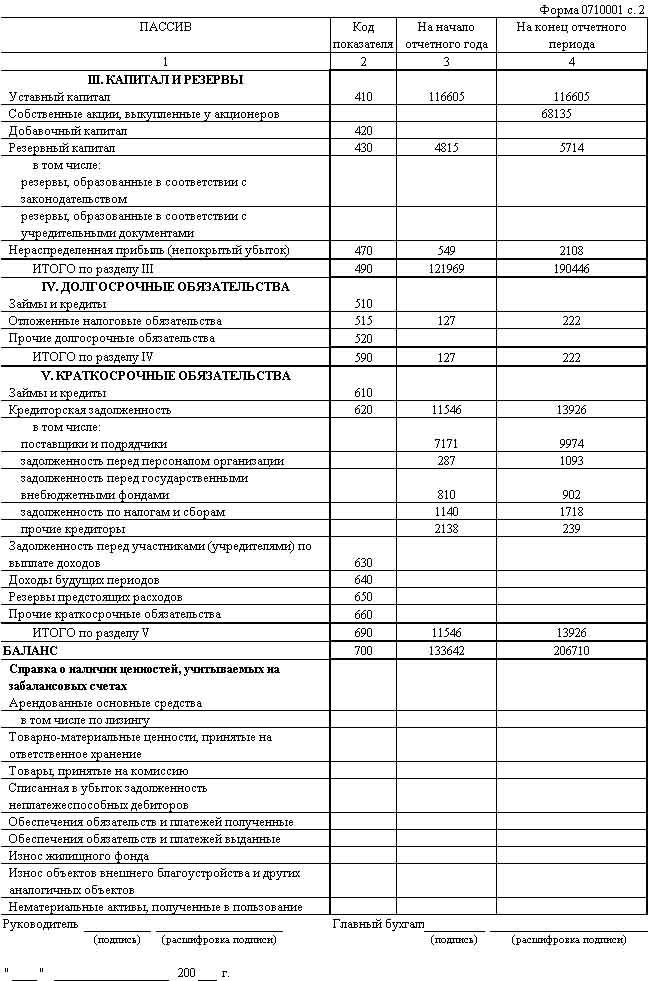 Форма 0710001 с. 2
ПАССИВ Код На начало На конец отчетного
показателя отчетного года периода
1 2 3 4
III. КАПИТАЛ И РЕЗЕРВЫ
Уставный капитал 410 116605 116605
Собственные акции, выкупленные у акционеров 68135
Добавочный капитал 420
Резервный капитал 430 4815 5714
в том числе:
резервы, образованные в соответствии с
законодательством
резервы, образованные в соответствии с
учредительными документами
Нераспределенная прибыль (непокрытый убыток) 470 549 2108
ИТОГО по разделу III 490 121969 190446
IV. ДОЛГОСРОЧНЫЕ ОБЯЗАТЕЛЬСТВА
Займы и кредиты 510
Отложенные налоговые обязательства 515 127 222
Прочие долгосрочные обязательства 520
ИТОГО по разделу IV 590 127 222
V. КРАТКОСРОЧНЫЕ ОБЯЗАТЕЛЬСТВА
Займы и кредиты 610
Кредиторская задолженность 620 11546 13926
в том числе:
поставщики и подрядчики 7171 9974
задолженность перед персоналом организации 287 1093
задолженность перед государственными
внебюджетными фондами 810 902
задолженность по налогам и сборам 1140 1718
прочие кредиторы 2138 239
Задолженность перед участниками (учредителями) по
выплате доходов 630
Доходы будущих периодов 640
Резервы предстоящих расходов 650
Прочие краткосрочные обязательства 660
ИТОГО по разделу V 690 11546 13926
БАЛАНС 700 133642 206710
Справка о наличии ценностей, учитываемых на
забалансовых счетах
Арендованные основные средства
в том числе по лизингу
Товарно-материальные ценности, принятые на
ответственное хранение
Товары, принятые на комиссию
Списанная в убыток задолженность
неплатежеспособных дебиторов
Обеспечения обязательств и платежей полученные
Обеспечения обязательств и платежей выданные
Износ жилищного фонда
Износ объектов внешнего благоустройства и других
аналогичных объектов
Нематериальные активы, полученные в пользование
Руководитель Главный бухгалт
(подпись) (расшифровка подписи) (подпись) (расшифровка подписи)
" ____ " ____________________ 200 ___ г.